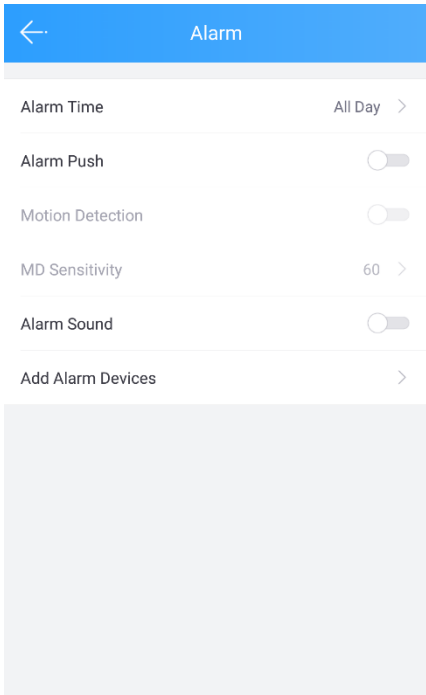 Alarm
Alarm Time All Day
Alarm Push
Motion Detection
MD Sensitivity 60
Alarm Sound
Add Alarm Devices